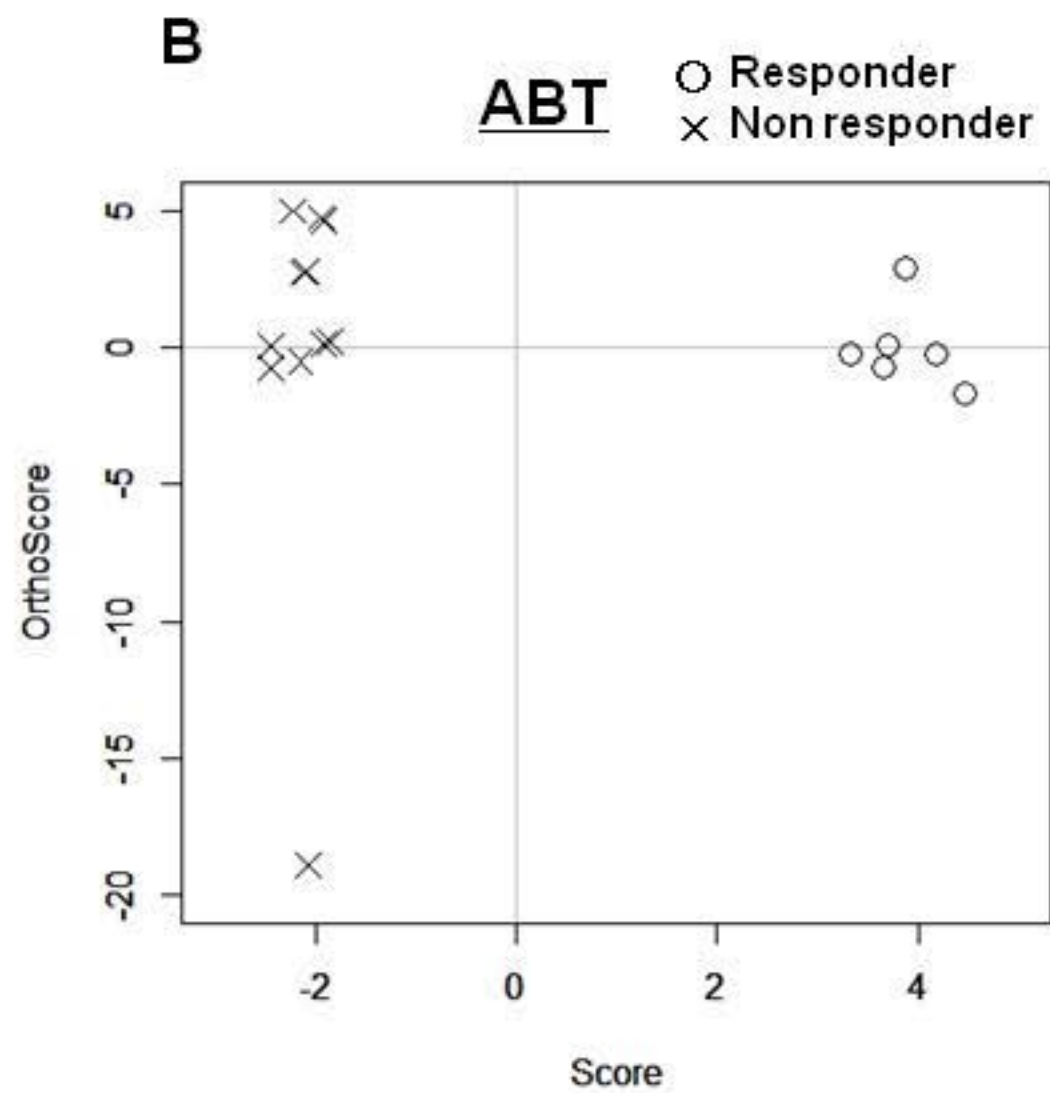 B
ABT
○ Responder
× Non responder
5
0
-5
-10
-15
-20
OrthoScore
-2 0 2 4
Score